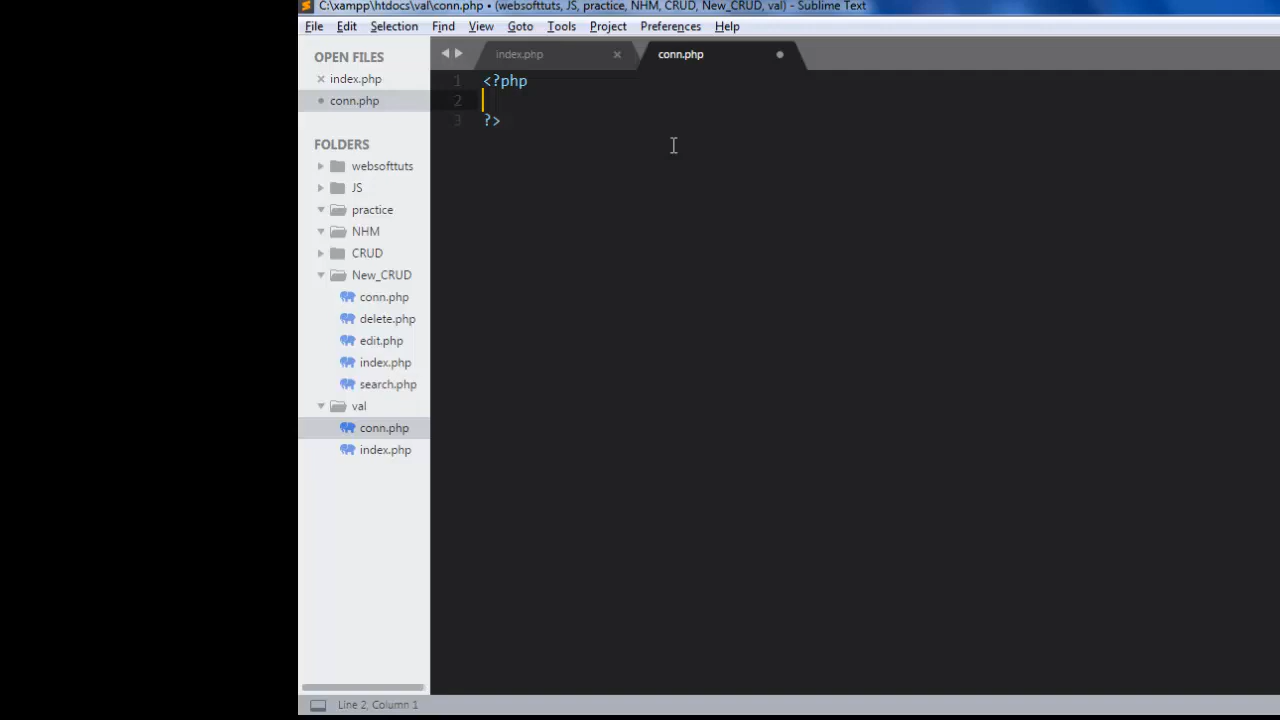 C:\xampp\htdocs\val\conn.php • (websofttuts, JS, practice, NHM, CRUD, New_CRUD, val) - Sublime Text
File Edit Selection Find View Goto Tools Project Preferences Help
OPEN FILES
index.php
conn.php
FOLDERS
websofttuts
JS
practice
NHM
CRUD
New_CRUD
conn.php
delete.php
edit.php
index.php
search.php
val
conn.php
index.php
index.php conn.php
1 <?php
2
3 ?>
Line 2, Column 1